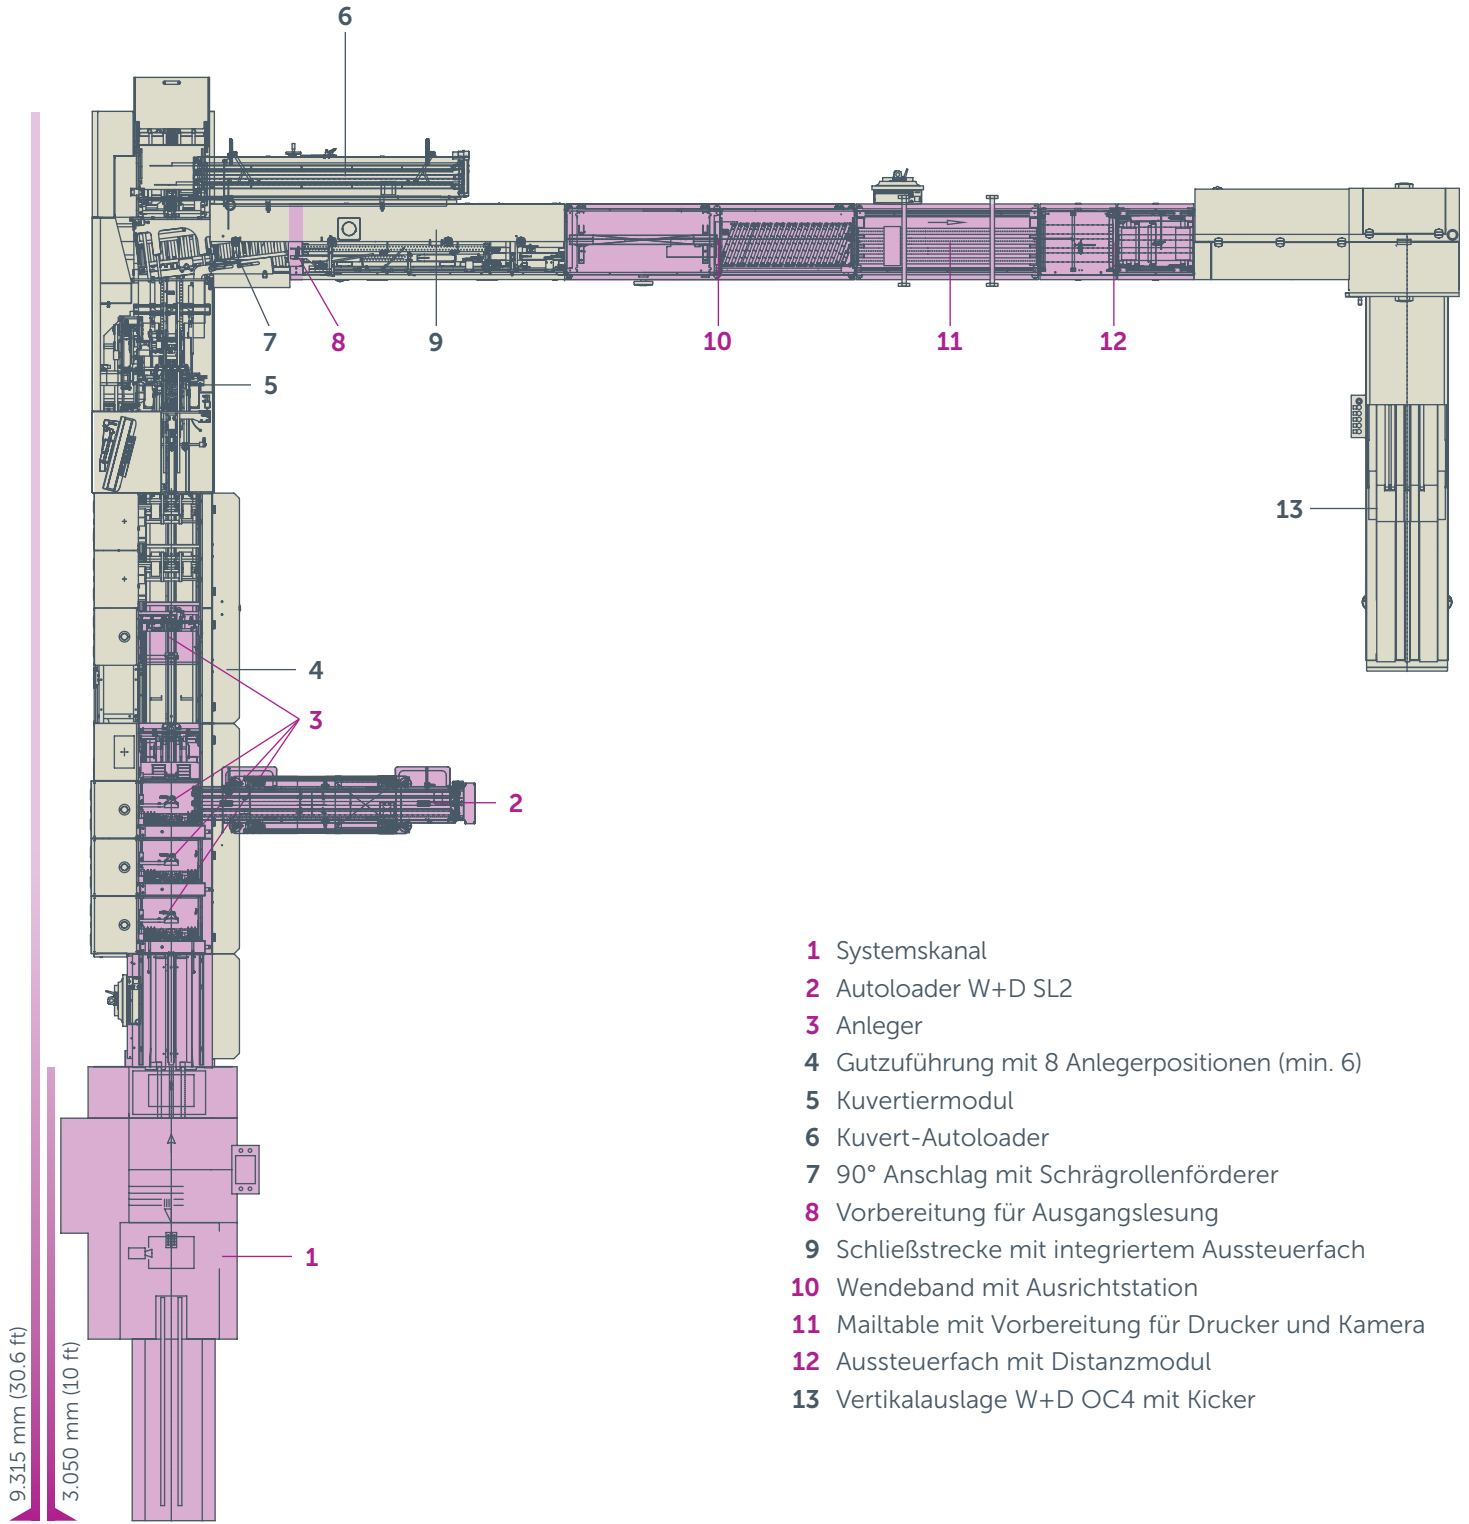 6
7
8
9
10
11
12
5
13
4
3
2
1
9.315 mm (30.6 ft)
3.050 mm (10 ft)
1 Systemskanal
2 Autoloader W+D SL2
3 Anleger
4 Gutzuführung mit 8 Anlegerpositionen (min. 6)
5 Kuvertiermodul
6 Kuvert-Autoloader
7 90° Anschlag mit Schrägrollenförderer
8 Vorbereitung für Ausgangslesung
9 Schließstrecke mit integriertem Aussteuerfach
10 Wendeband mit Ausrichtstation
11 Mailtable mit Vorbereitung für Drucker und Kamera
12 Aussteuerfach mit Distanzmodul
13 Vertikalauslage W+D OC4 mit Kicker